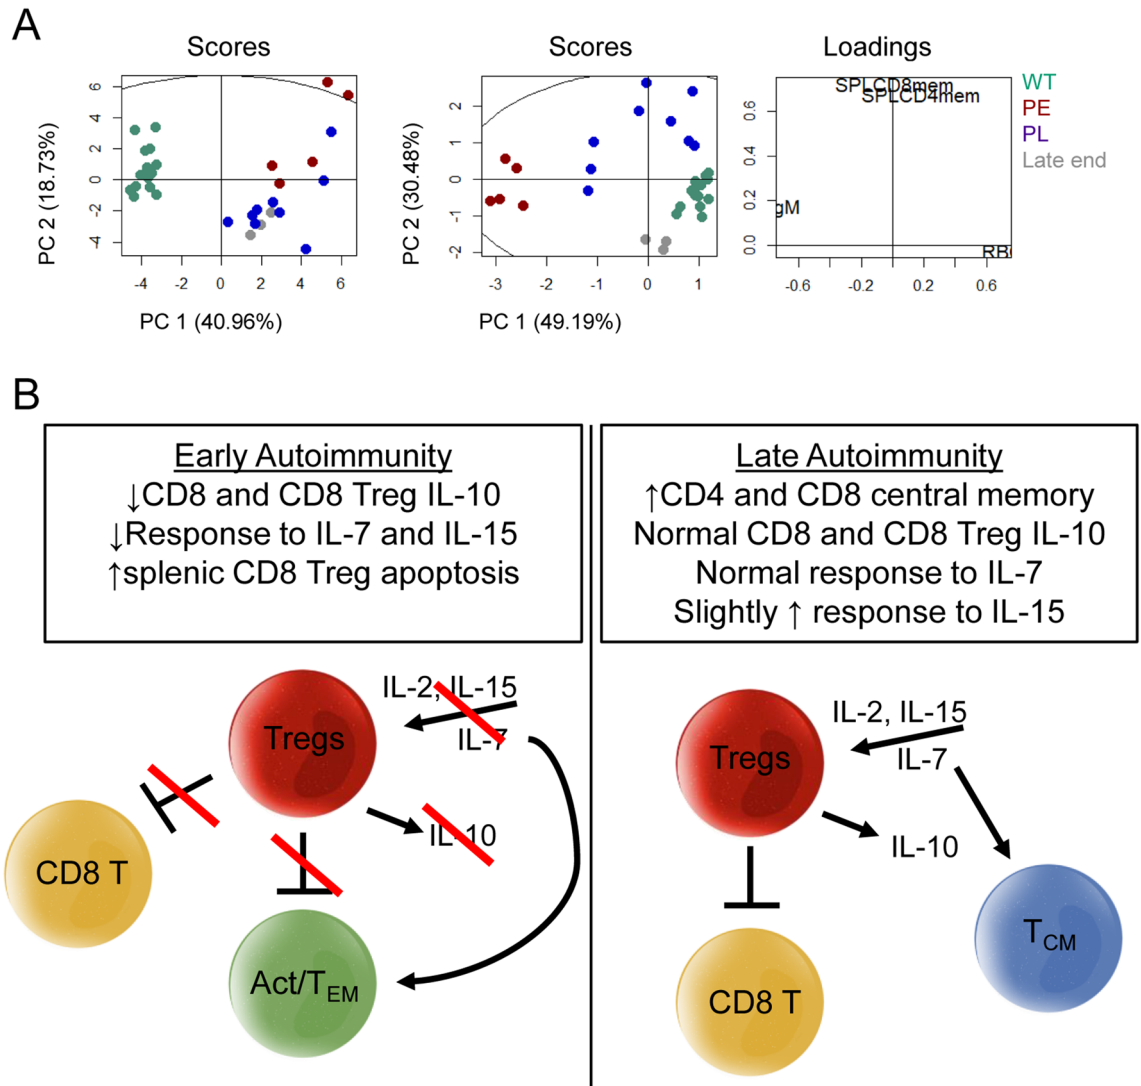 A
Scores
PC 2 (18.73%)
6
4
2
0
-2
-4
-4 -2 0 2 4 6
PC 1 (40.96%)
Scores
PC 2 (30.48%)
2
1
0
-1
-2
-3 -2 -1 0 1
PC 1 (49.19%)
Loadings
SPLCD8mem
SPLCD4mem
gM
RB
0.6
0.4
0.2
0.0
-0.6 -0.2 0.2 0.6
WT
PE
PL
Late end
B
Early Autoimmunity
↓CD8 and CD8 Treg IL-10
↓Response to IL-7 and IL-15
↑splenic CD8 Treg apoptosis
Late Autoimmunity
↑CD4 and CD8 central memory
Normal CD8 and CD8 Treg IL-10
Normal response to IL-7
Slightly ↑ response to IL-15
IL-2, IL-15
Tregs
IL-7
IL-10
CD8 T
Act/TEM
IL-2, IL-15
Tregs
IL-7
IL-10
TCM
CD8 T